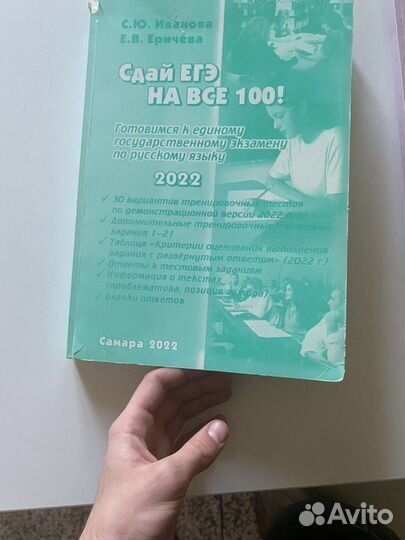 С.Ю. Иванова
Е.В. Еричёва
Сдай ЕГЭ
НА ВСЕ 100!
Готовимся к единому
государственному экзамену
по русскому языку
2022
✓ 30 вариантов тренировочных тестов
по демонстрационной версии 2022 года
✓ Дополнительные тренировочные тестовые
задания 1–21
✓ Таблица «Критерии оценивания выполнения
задания с развёрнутым ответом» (2022 г.)
✓ Ответы к тестовым заданиям
✓ Информация о текстах
(проблематика, позиция автора)
✓ Бланки ответов
Самара 2022
Avito